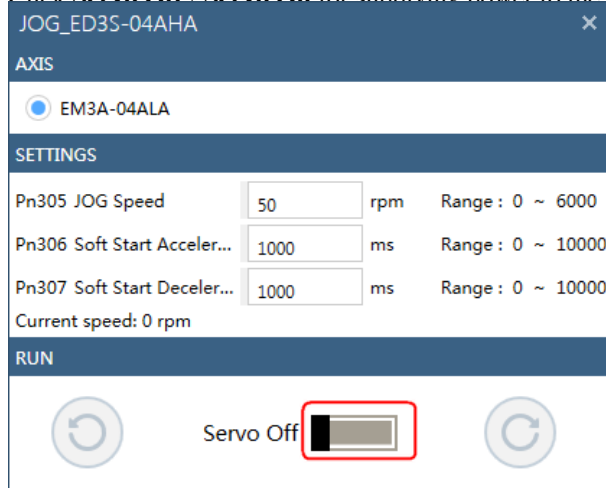 JOG_ED3S-04AHA ×
AXIS
EM3A-04ALA
SETTINGS
Pn305 JOG Speed 50 rpm Range : 0 ~ 6000
Pn306 Soft Start Acceler... 1000 ms Range : 0 ~ 10000
Pn307 Soft Start Deceler... 1000 ms Range : 0 ~ 10000
Current speed: 0 rpm
RUN
Servo Off